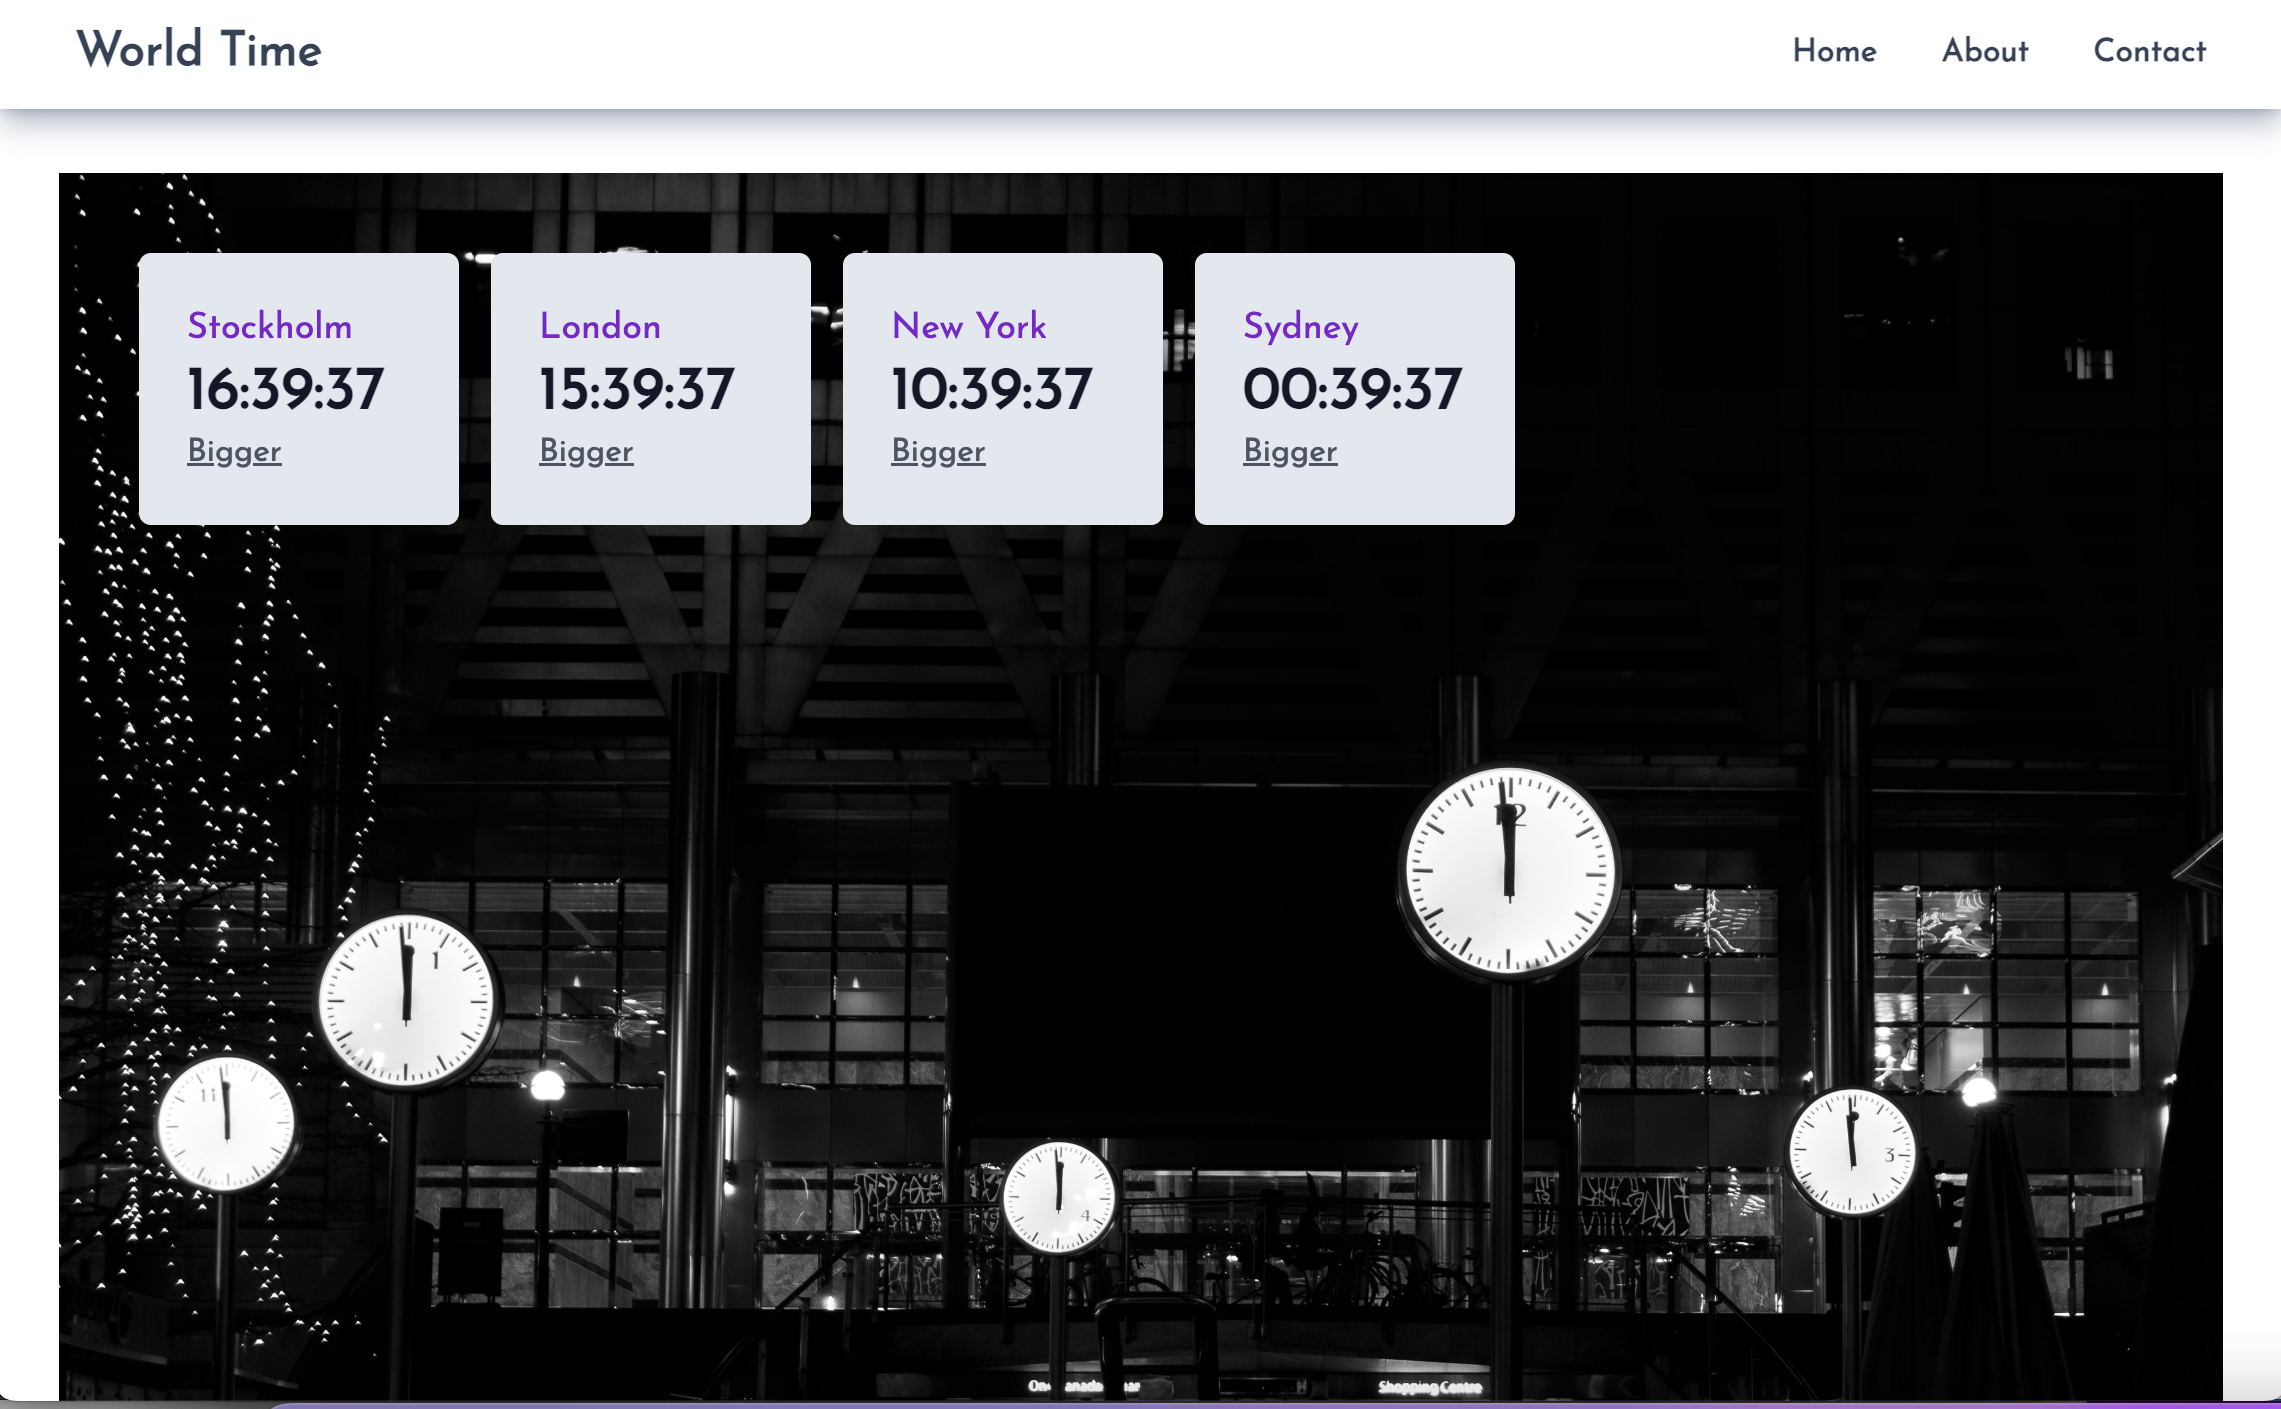 World Time
Home About Contact
Stockholm
16:39:37
Bigger
London
15:39:37
Bigger
New York
10:39:37
Bigger
Sydney
00:39:37
Bigger
12
1
11
4
3
Shopping Centre